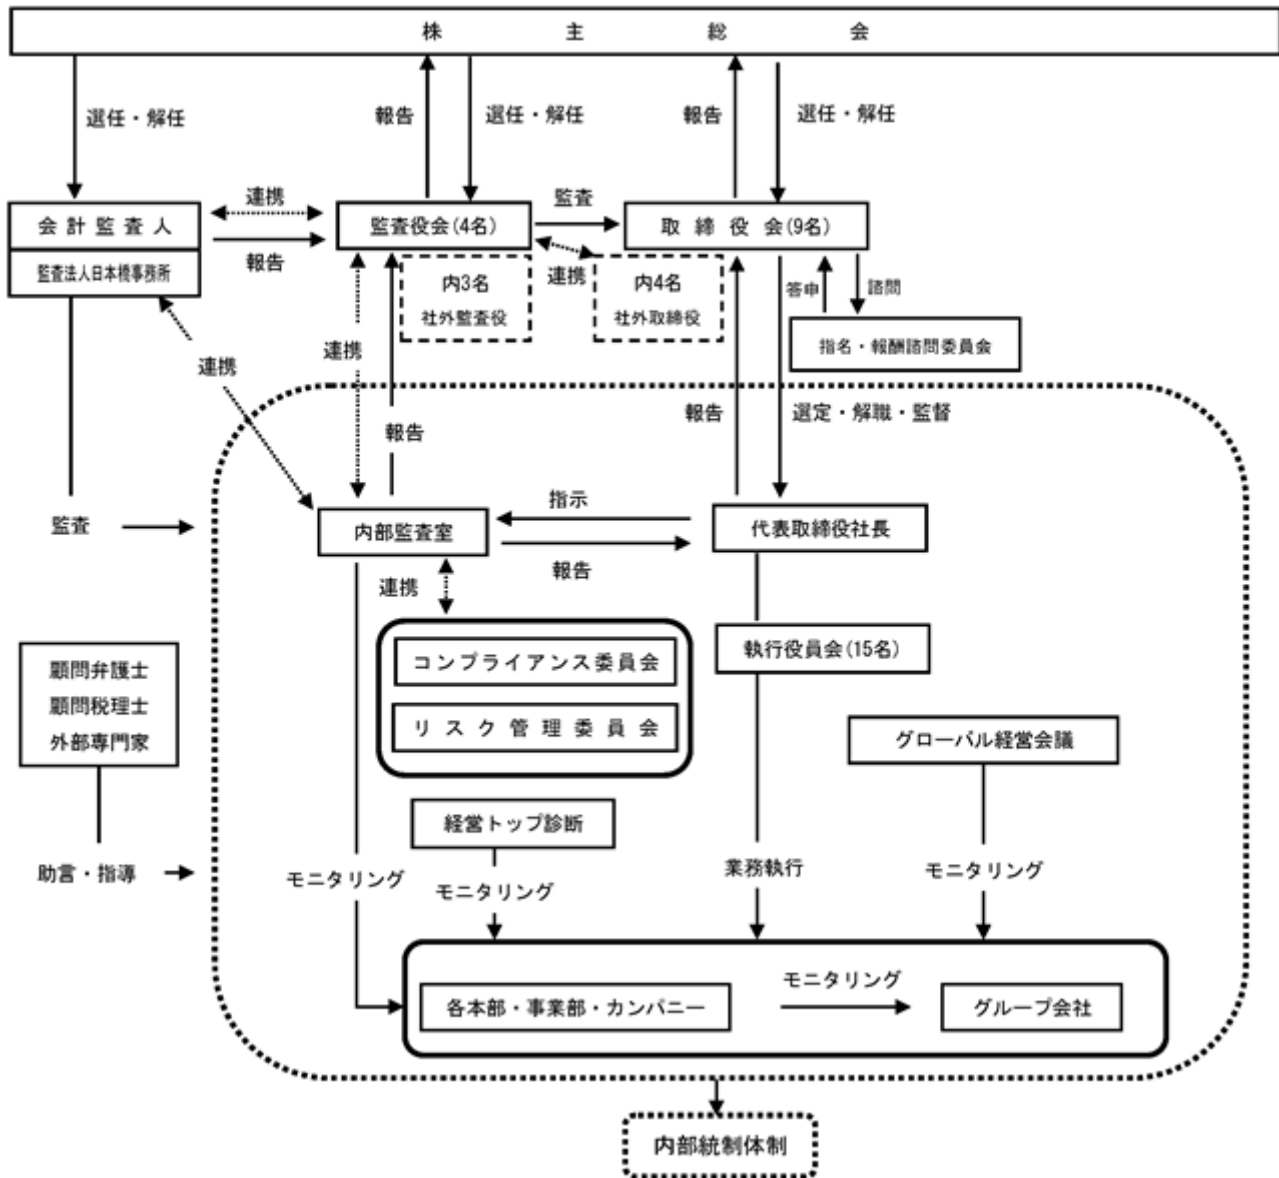 株主総会
選任・解任
報告
選任・解任
報告
選任・解任
会計監査人
監査法人日本橋事務所
連携
報告
監査役会(4名)
監査
取締役会(9名)
内3名
社外監査役
連携
内4名
社外取締役
答申
諮問
指名・報酬諮問委員会
連携
連携
報告
報告
選定・解職・監督
監査
内部監査室
指示
報告
代表取締役社長
連携
コンプライアンス委員会
リスク管理委員会
執行役員会(15名)
顧問弁護士
顧問税理士
外部専門家
グローバル経営会議
経営トップ診断
助言・指導
モニタリング
モニタリング
業務執行
モニタリング
各本部・事業部・カンパニー
モニタリング
グループ会社
内部統制体制